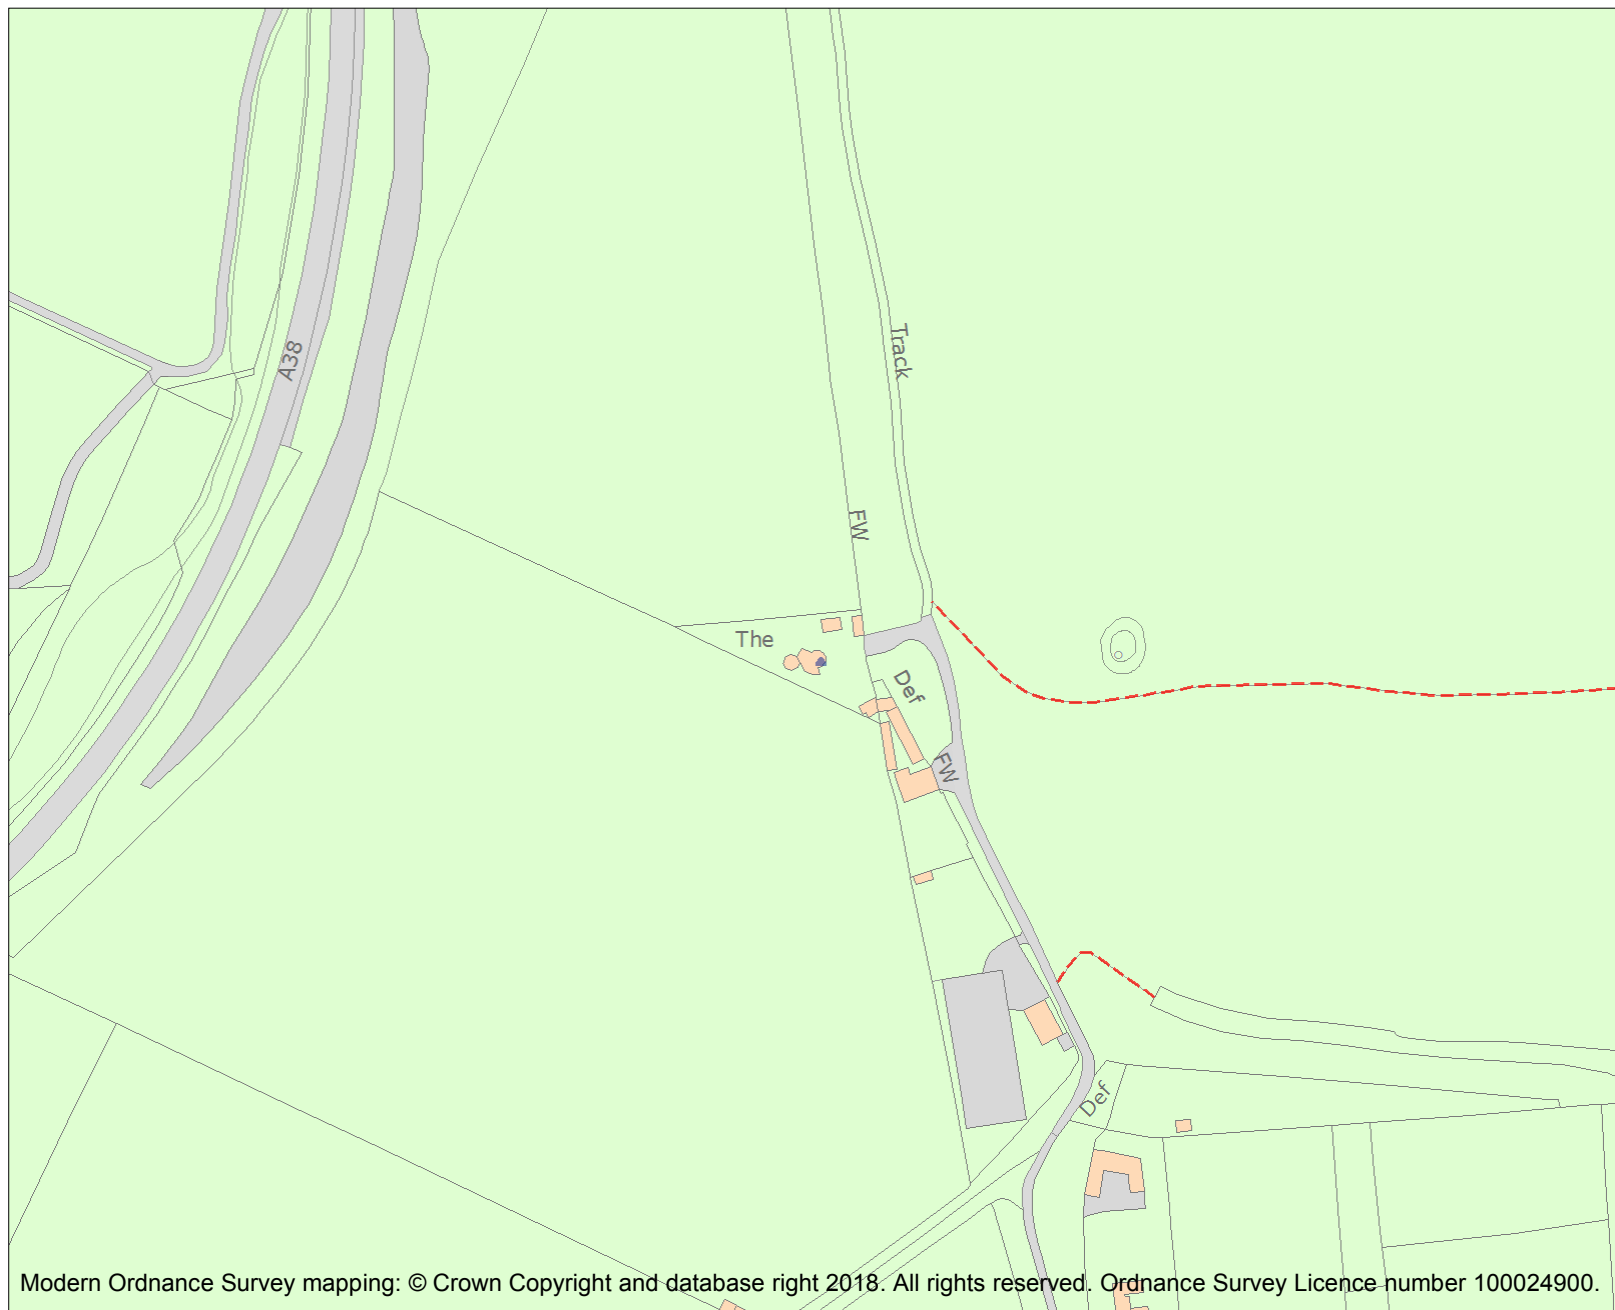 Track
A38
FW
The
Def
FW
Def
Modern Ordnance Survey mapping: © Crown Copyright and database right 2018. All rights reserved. Ordnance Survey Licence number 100024900.